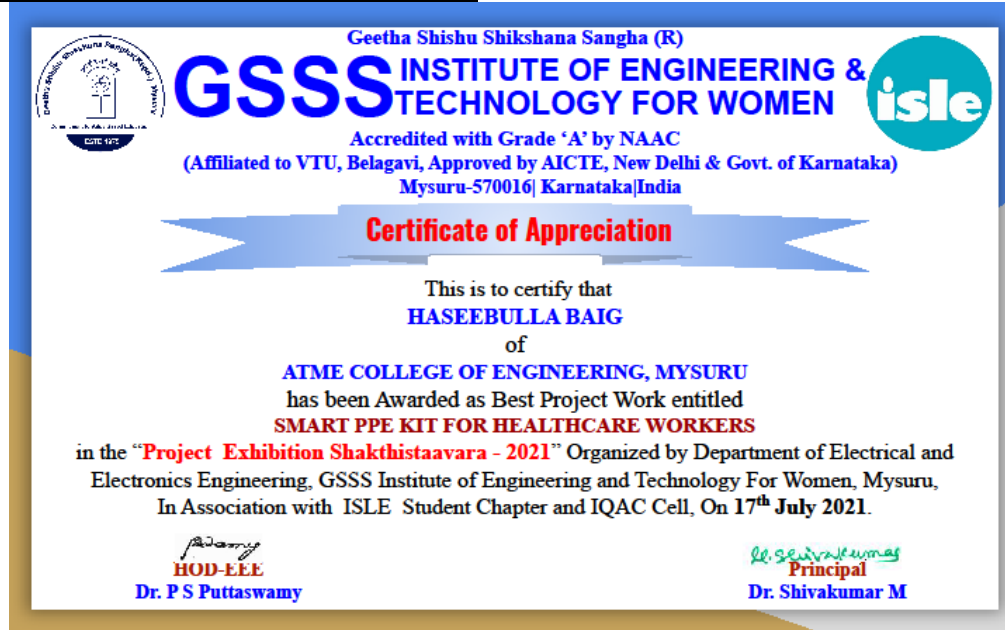 Geetha Shishu Shikshana Sangha (R)
GSSS INSTITUTE OF ENGINEERING &
TECHNOLOGY FOR WOMEN
isle
Accredited with Grade ‘A’ by NAAC
(Affiliated to VTU, Belagavi, Approved by AICTE, New Delhi & Govt. of Karnataka)
Mysuru-570016| Karnataka|India
ESTD 1975
Certificate of Appreciation
This is to certify that
HASEEBULLA BAIG
of
ATME COLLEGE OF ENGINEERING, MYSURU
has been Awarded as Best Project Work entitled
SMART PPE KIT FOR HEALTHCARE WORKERS
in the “Project Exhibition Shakthistaavara - 2021” Organized by Department of Electrical and
Electronics Engineering, GSSS Institute of Engineering and Technology For Women, Mysuru,
In Association with ISLE Student Chapter and IQAC Cell, On 17th July 2021.
HOD-EEE
Dr. P S Puttaswamy
Principal
Dr. Shivakumar M